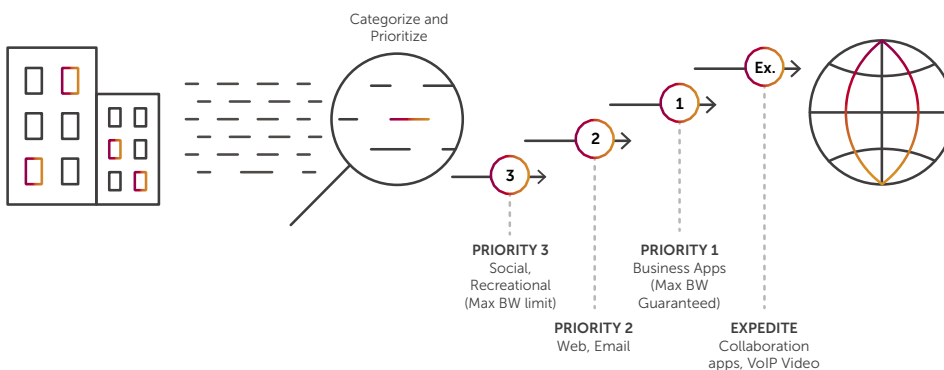 Categorize and
Prioritize
Ex.
1
2
3
PRIORITY 3
Social,
Recreational
(Max BW limit)
PRIORITY 2
Web, Email
PRIORITY 1
Business Apps
(Max BW
Guaranteed)
EXPEDITE
Collaboration
apps, VoIP Video